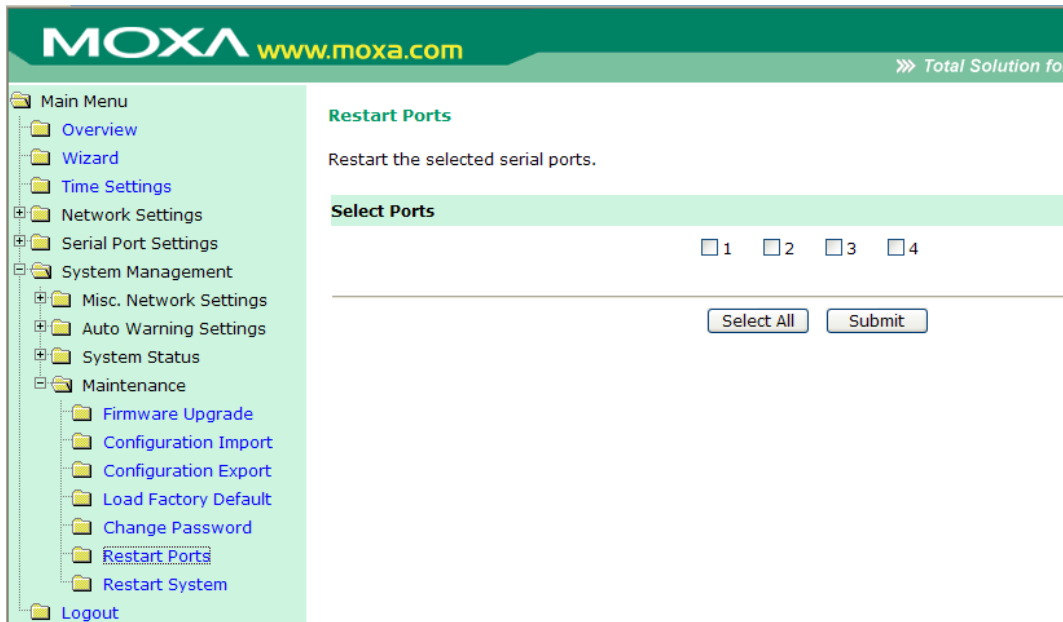 MOXA www.moxa.com
Total Solution fo
Main Menu
Overview
Wizard
Time Settings
Network Settings
Serial Port Settings
System Management
Misc. Network Settings
Auto Warning Settings
System Status
Maintenance
Firmware Upgrade
Configuration Import
Configuration Export
Load Factory Default
Change Password
Restart Ports
Restart System
Logout
Restart Ports
Restart the selected serial ports.
Select Ports
1 2 3 4
Select All Submit